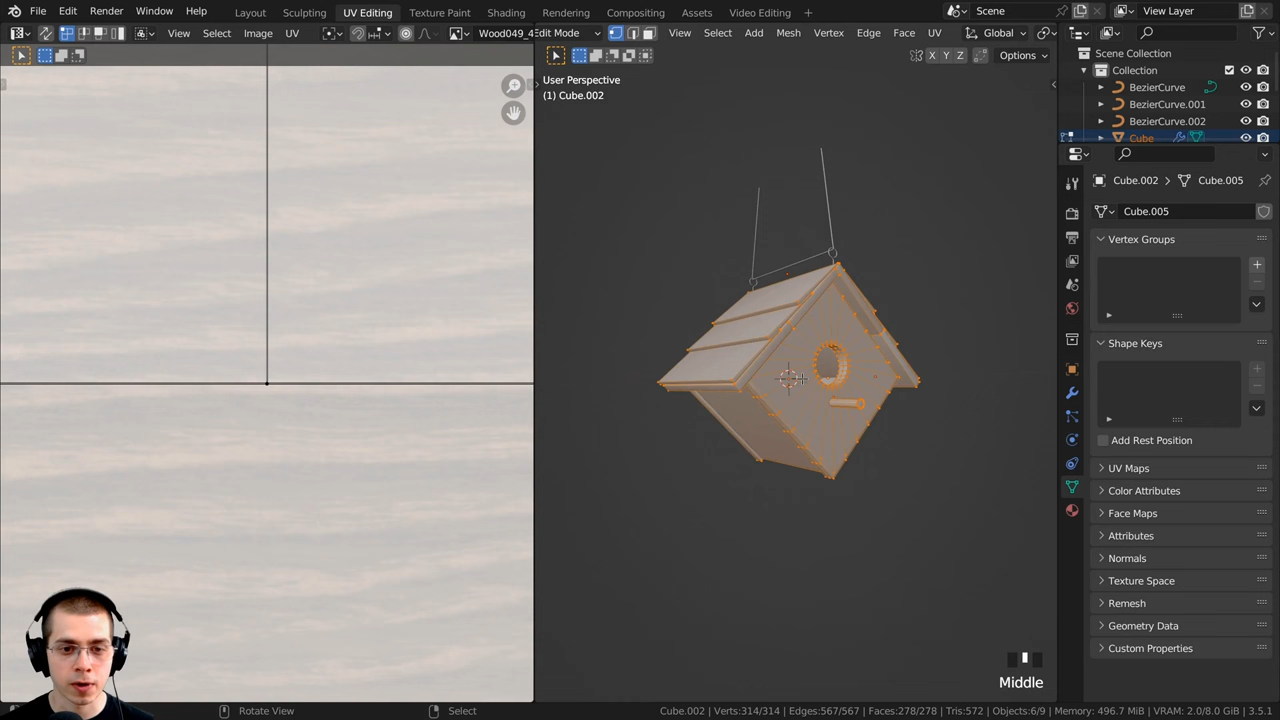 File Edit Render Window Help Layout Sculpting UV Editing Texture Paint Shading Rendering Compositing Assets Video Editing + Scene View Layer
View Select Image UV Wood049_4 Edit Mode View Select Add Mesh Vertex Edge Face UV Global
X Y Z Options
User Perspective
(1) Cube.002
Scene Collection
Collection
BezierCurve
BezierCurve.001
BezierCurve.002
Cube
Cube.002 > Cube.005
Cube.005
Vertex Groups
Shape Keys
Add Rest Position
UV Maps
Color Attributes
Face Maps
Attributes
Normals
Texture Space
Remesh
Geometry Data
Custom Properties
Middle
Rotate View Select Cube.002 | Verts:314/314 | Edges:567/567 | Faces:278/278 | Tris:572 | Objects:6/9 | Memory: 496.7 MiB | VRAM: 2.0/8.0 GiB | 3.5.1